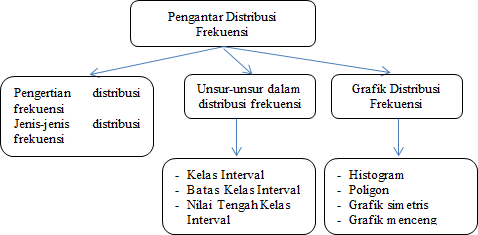 Pengantar Distribusi
Frekuensi
Pengertian distribusi
frekuensi
Jenis-jenis distribusi
frekuensi
Unsur-unsur dalam
distribusi frekuensi
Grafik Distribusi
Frekuensi
- Kelas Interval
- Batas Kelas Interval
- Nilai Tengah Kelas
Interval
- Histogram
- Poligon
- Grafik simetris
- Grafik menceng